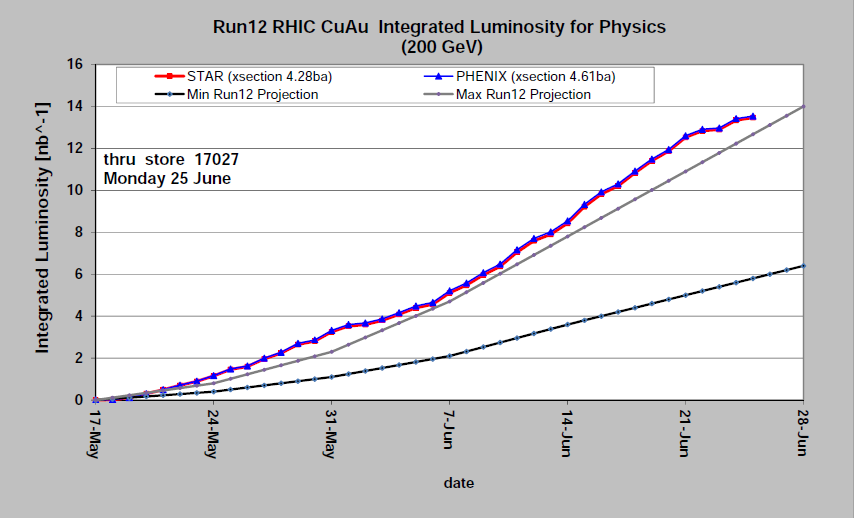 Run12 RHIC CuAu  Integrated Luminosity for Physics
(200 GeV)
STAR (xsection 4.28ba)
PHENIX (xsection 4.61ba)
Min Run12 Projection
Max Run12 Projection
thru  store  17027
Monday 25 June
Integrated Luminosity [nb^-1]
16
14
12
10
8
6
4
2
0
17-May
24-May
31-May
7-Jun
14-Jun
21-Jun
28-Jun
date